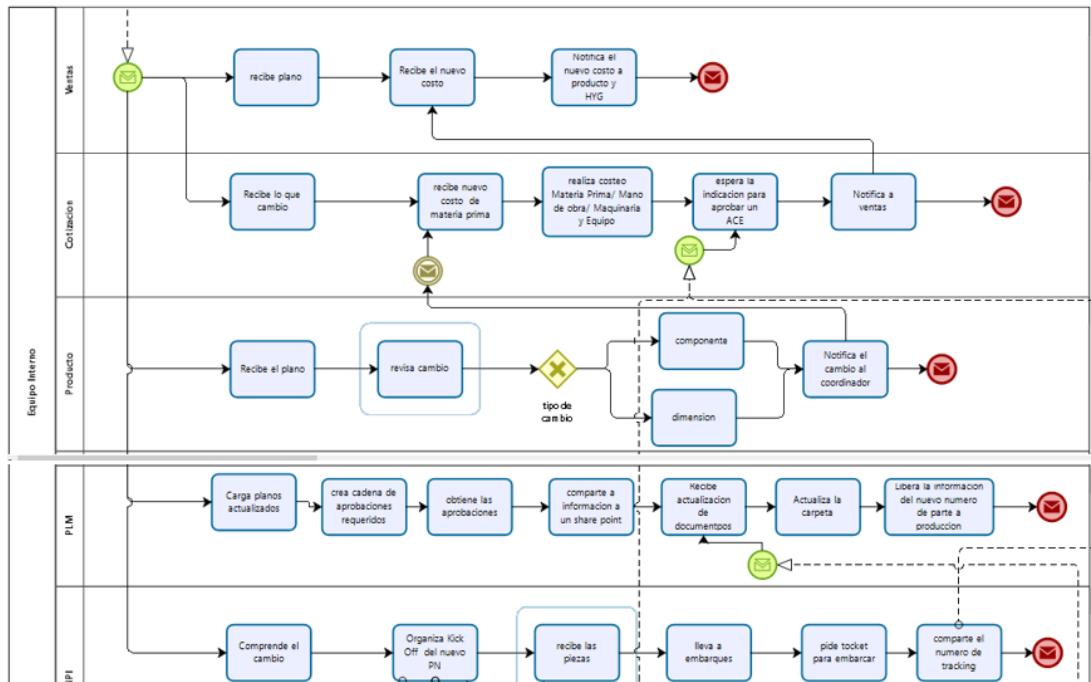 Equipo Interno
Ventas
recibe plano
Recibe el nuevo
costo
Notifica el
nuevo costo a
producto y
HYG
Cotizacion
Recibe lo que
cambio
recibe nuevo
costo de
materia prima
realiza costeo
Materia Prima/ Mano
de obra/ Maquinaria
y Equipo
espera la
indicacion para
aprobar un
ACE
Notifica a
ventas
Producto
Recibe el plano
revisa cambio
tipo de
cambio
componente
dimension
Notifica el
cambio al
coordinador
PLM
Carga planos
actualizados
crea cadena de
aprobaciones
requeridos
obtiene las
aprobaciones
comparte a
informacion a
un share point
Recibe
actualizacion
de
documentpos
Actualiza la
carpeta
Libera la informacion
del nuevo numero
de parte a
produccion
Comprende el
cambio
Organiza Kick
Off del nuevo
PN
recibe las
piezas
lleva a
embarques
pide tocket
para embarcar
comparte el
numero de
tracking